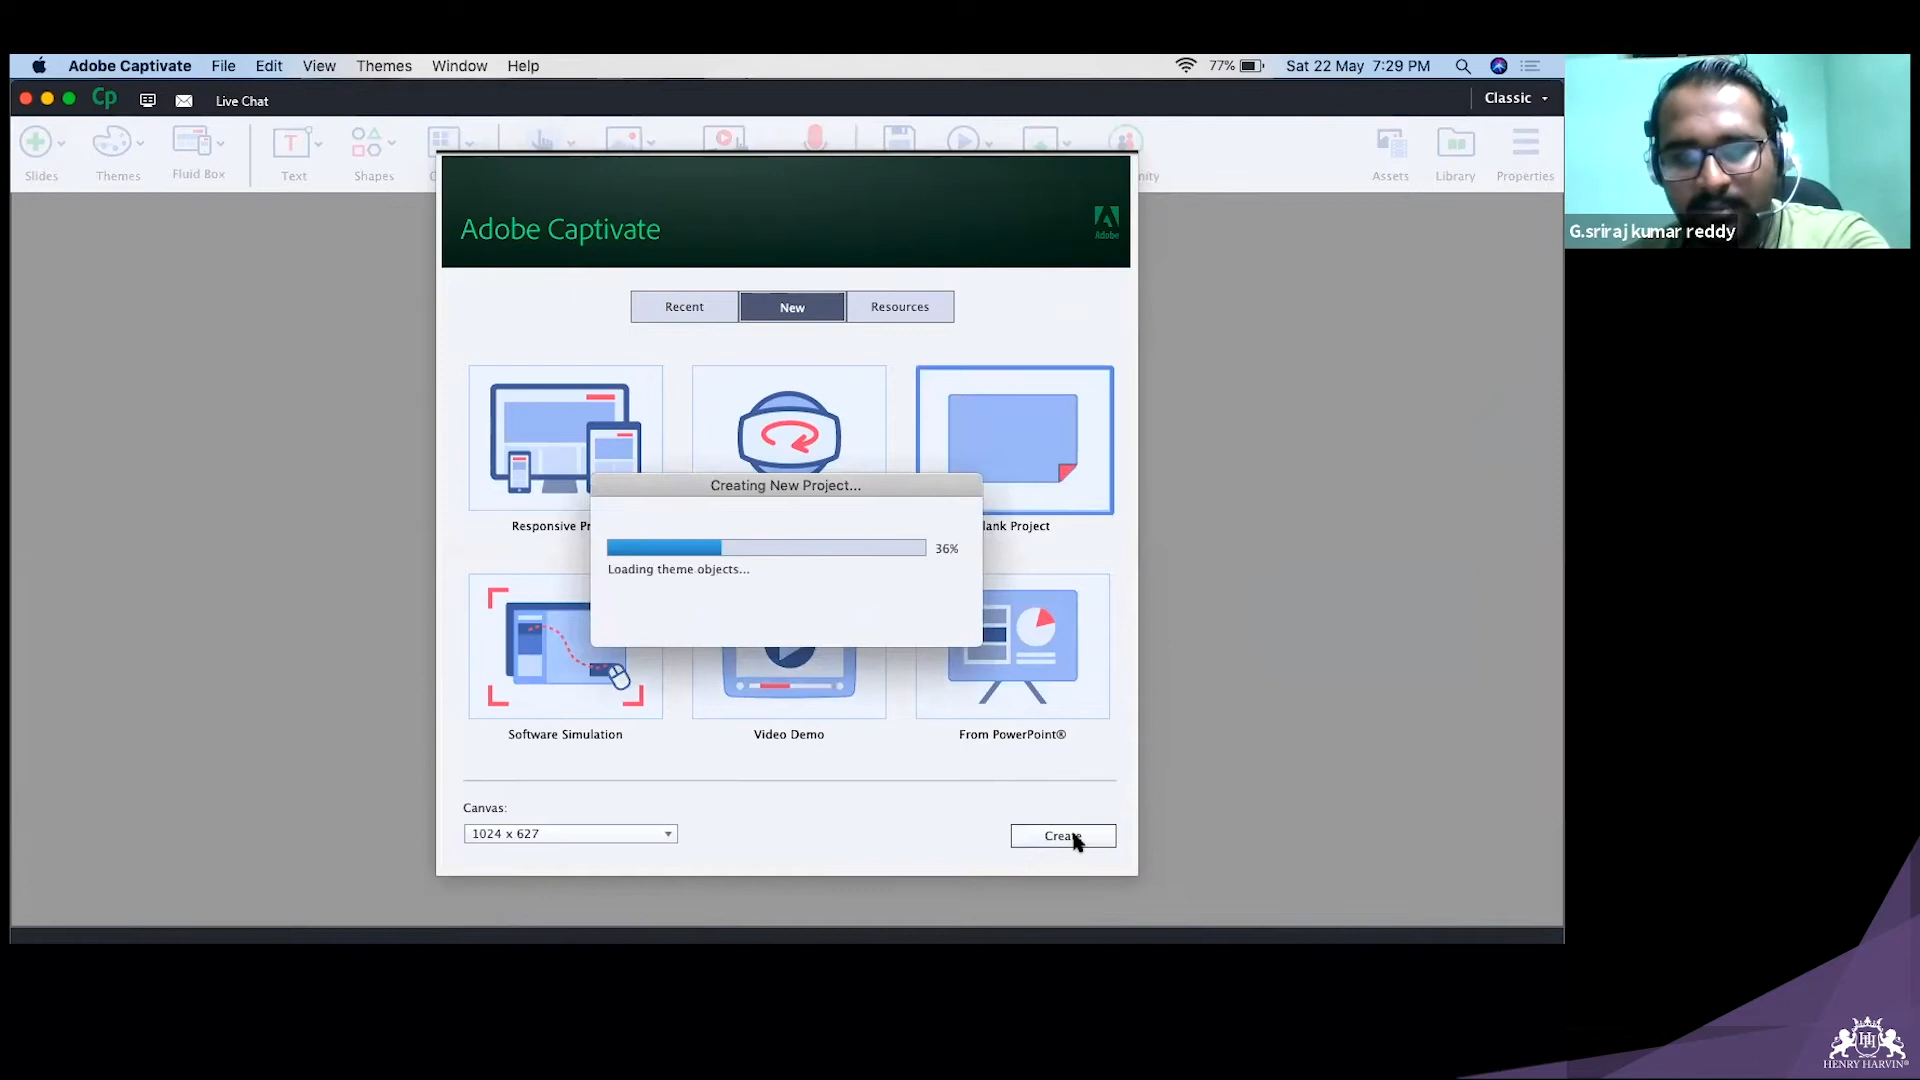 Adobe Captivate File Edit View Themes Window Help 77% Sat 22 May 7:29 PM
Cp Live Chat Classic
Slides Themes Fluid Box Text Shapes Assets Library Properties
G.sriraj kumar reddy
Adobe Captivate
Adobe
Recent New Resources
Creating New Project...
36%
Loading theme objects...
Responsive Pr
lank Project
Software Simulation Video Demo From PowerPoint®
Canvas:
1024 x 627
Create
HENRY HARVIN®